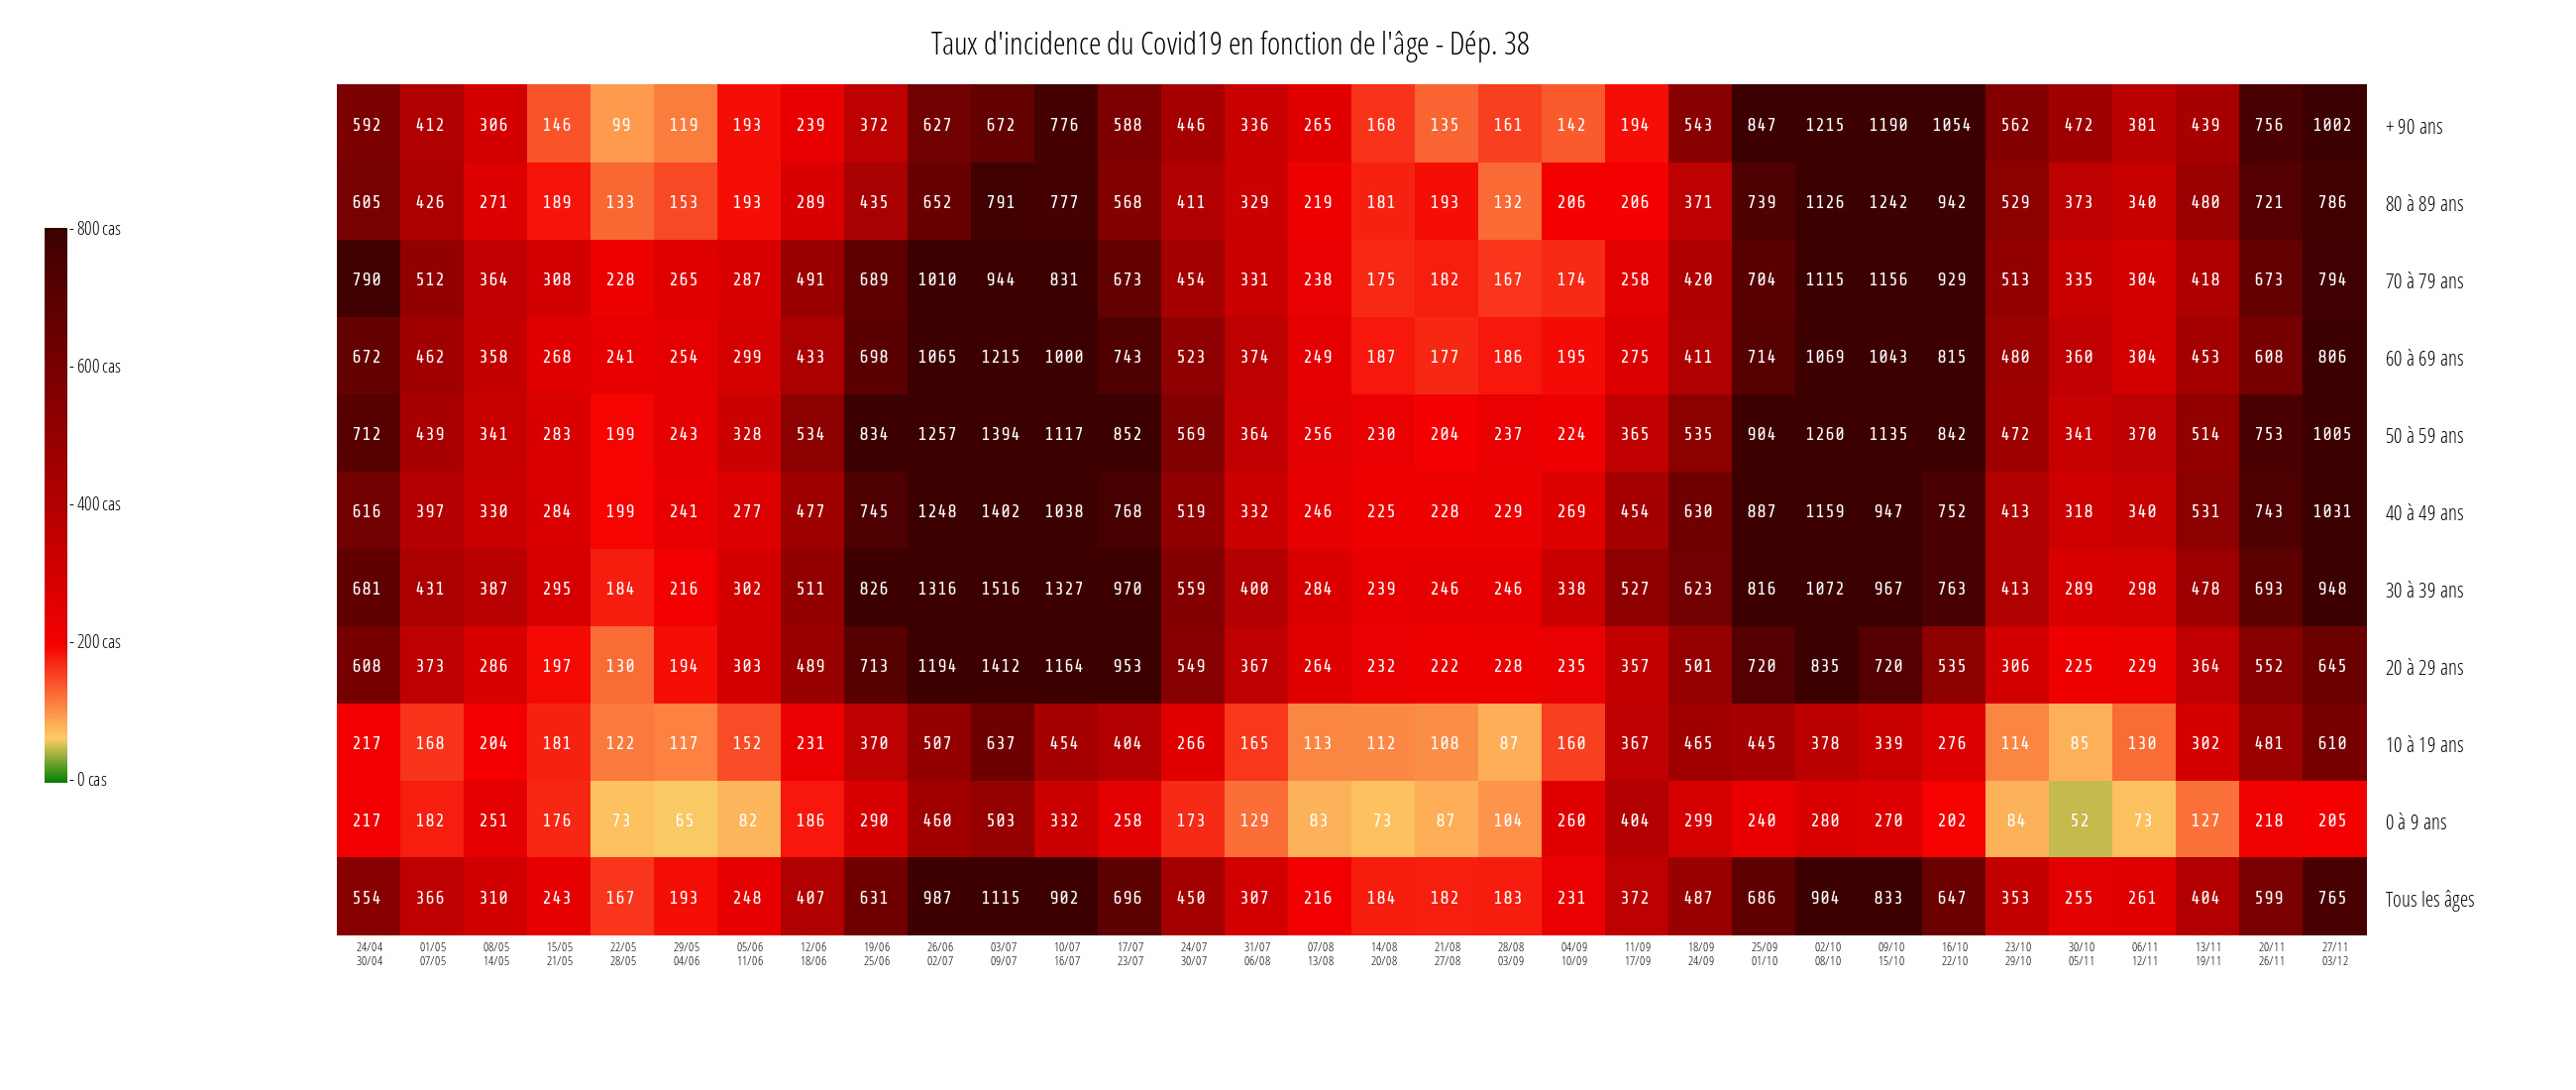 Taux d'incidence du Covid19 en fonction de l'âge - Dép. 38
- 800 cas
- 600 cas
- 400 cas
- 200 cas
- 0 cas
592 412 306 146 99 119 193 239 372 627 672 776 588 446 336 265 168 135 161 142 194 543 847 1215 1190 1054 562 472 381 439 756 1002 + 90 ans
605 426 271 189 133 153 193 289 435 652 791 777 568 411 329 219 181 193 132 206 206 371 739 1126 1242 942 529 373 340 480 721 786 80 à 89 ans
790 512 364 308 228 265 287 491 689 1010 944 831 673 454 331 238 175 182 167 174 258 420 704 1115 1156 929 513 335 304 418 673 794 70 à 79 ans
672 462 358 268 241 254 299 433 698 1065 1215 1000 743 523 374 249 187 177 186 195 275 411 714 1069 1043 815 480 360 304 453 608 806 60 à 69 ans
712 439 341 283 199 243 328 534 834 1257 1394 1117 852 569 364 256 230 204 237 224 365 535 904 1260 1135 842 472 341 370 514 753 1005 50 à 59 ans
616 397 330 284 199 241 277 477 745 1248 1402 1038 768 519 332 246 225 228 229 269 454 630 887 1159 947 752 413 318 340 531 743 1031 40 à 49 ans
681 431 387 295 184 216 302 511 826 1316 1516 1327 970 559 400 284 239 246 246 338 527 623 816 1072 967 763 413 289 298 478 693 948 30 à 39 ans
608 373 286 197 130 194 303 489 713 1194 1412 1164 953 549 367 264 232 222 228 235 357 501 720 835 720 535 306 225 229 364 552 645 20 à 29 ans
217 168 204 181 122 117 152 231 370 507 637 454 404 266 165 113 112 108 87 160 367 465 445 378 339 276 114 85 130 302 481 610 10 à 19 ans
217 182 251 176 73 65 82 186 290 460 503 332 258 173 129 83 73 87 104 260 404 299 240 280 270 202 84 52 73 127 218 205 0 à 9 ans
554 366 310 243 167 193 248 407 631 987 1115 902 696 450 307 216 184 182 183 231 372 487 686 904 833 647 353 255 261 404 599 765 Tous les âges
24/04 01/05 08/05 15/05 22/05 29/05 05/06 12/06 19/06 26/06 03/07 10/07 17/07 24/07 31/07 07/08 14/08 21/08 28/08 04/09 11/09 18/09 25/09 02/10 09/10 16/10 23/10 30/10 06/11 13/11 20/11 27/11
30/04 07/05 14/05 21/05 28/05 04/06 11/06 18/06 25/06 02/07 09/07 16/07 23/07 30/07 06/08 13/08 20/08 27/08 03/09 10/09 17/09 24/09 01/10 08/10 15/10 22/10 29/10 05/11 12/11 19/11 26/11 03/12